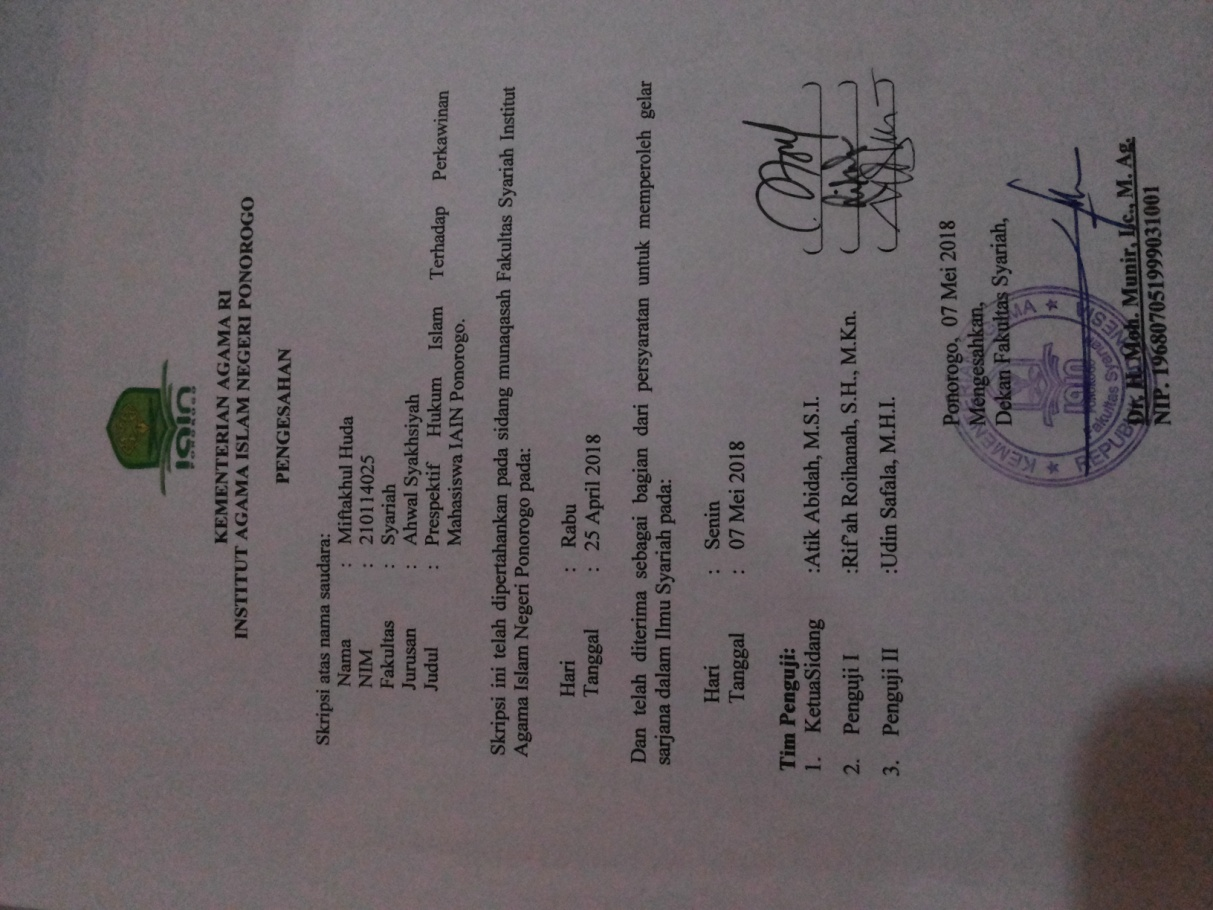 iain
PONOROGO
KEMENTERIAN AGAMA RI
INSTITUT AGAMA ISLAM NEGERI PONOROGO
PENGESAHAN
Skripsi atas nama saudara:
Nama : Miftakhul Huda
NIM : 210114025
Fakultas : Syariah
Jurusan : Ahwal Syakhsiyah
Judul : Prespektif Hukum Islam Terhadap Perkawinan
Mahasiswa IAIN Ponorogo.
Skripsi ini telah dipertahankan pada sidang munaqasah Fakultas Syariah Institut
Agama Islam Negeri Ponorogo pada:
Hari : Rabu
Tanggal : 25 April 2018
Dan telah diterima sebagai bagian dari persyaratan untuk memperoleh gelar
sarjana dalam Ilmu Syariah pada:
Hari : Senin
Tanggal : 07 Mei 2018
Tim Penguji:
1. KetuaSidang :Atik Abidah, M.S.I. ( )
2. Penguji I :Rif'ah Roihanah, S.H., M.Kn. ( )
3. Penguji II :Udin Safala, M.H.I. ( )
Ponorogo, 07 Mei 2018
Mengesahkan,
Dekan Fakultas Syariah,
Dr. H. Moh. Munir, Lc., M. Ag.
NIP. 196807051999031001